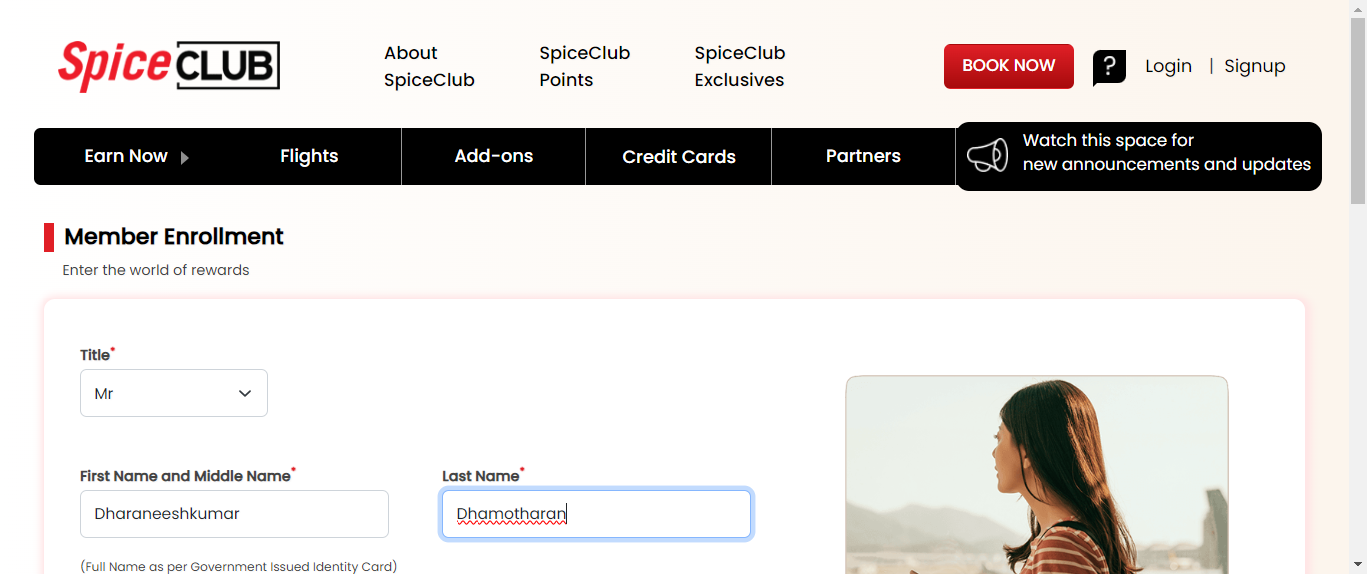 SpiceCLUB
About
SpiceClub
SpiceClub
Points
SpiceClub
Exclusives
BOOK NOW
?
Login | Signup
Earn Now
Flights
Add-ons
Credit Cards
Partners
Watch this space for
new announcements and updates
Member Enrollment
Enter the world of rewards
Title*
Mr
First Name and Middle Name*
Last Name*
Dharaneeshkumar
Dhamotharan
(Full Name as per Government Issued Identity Card)